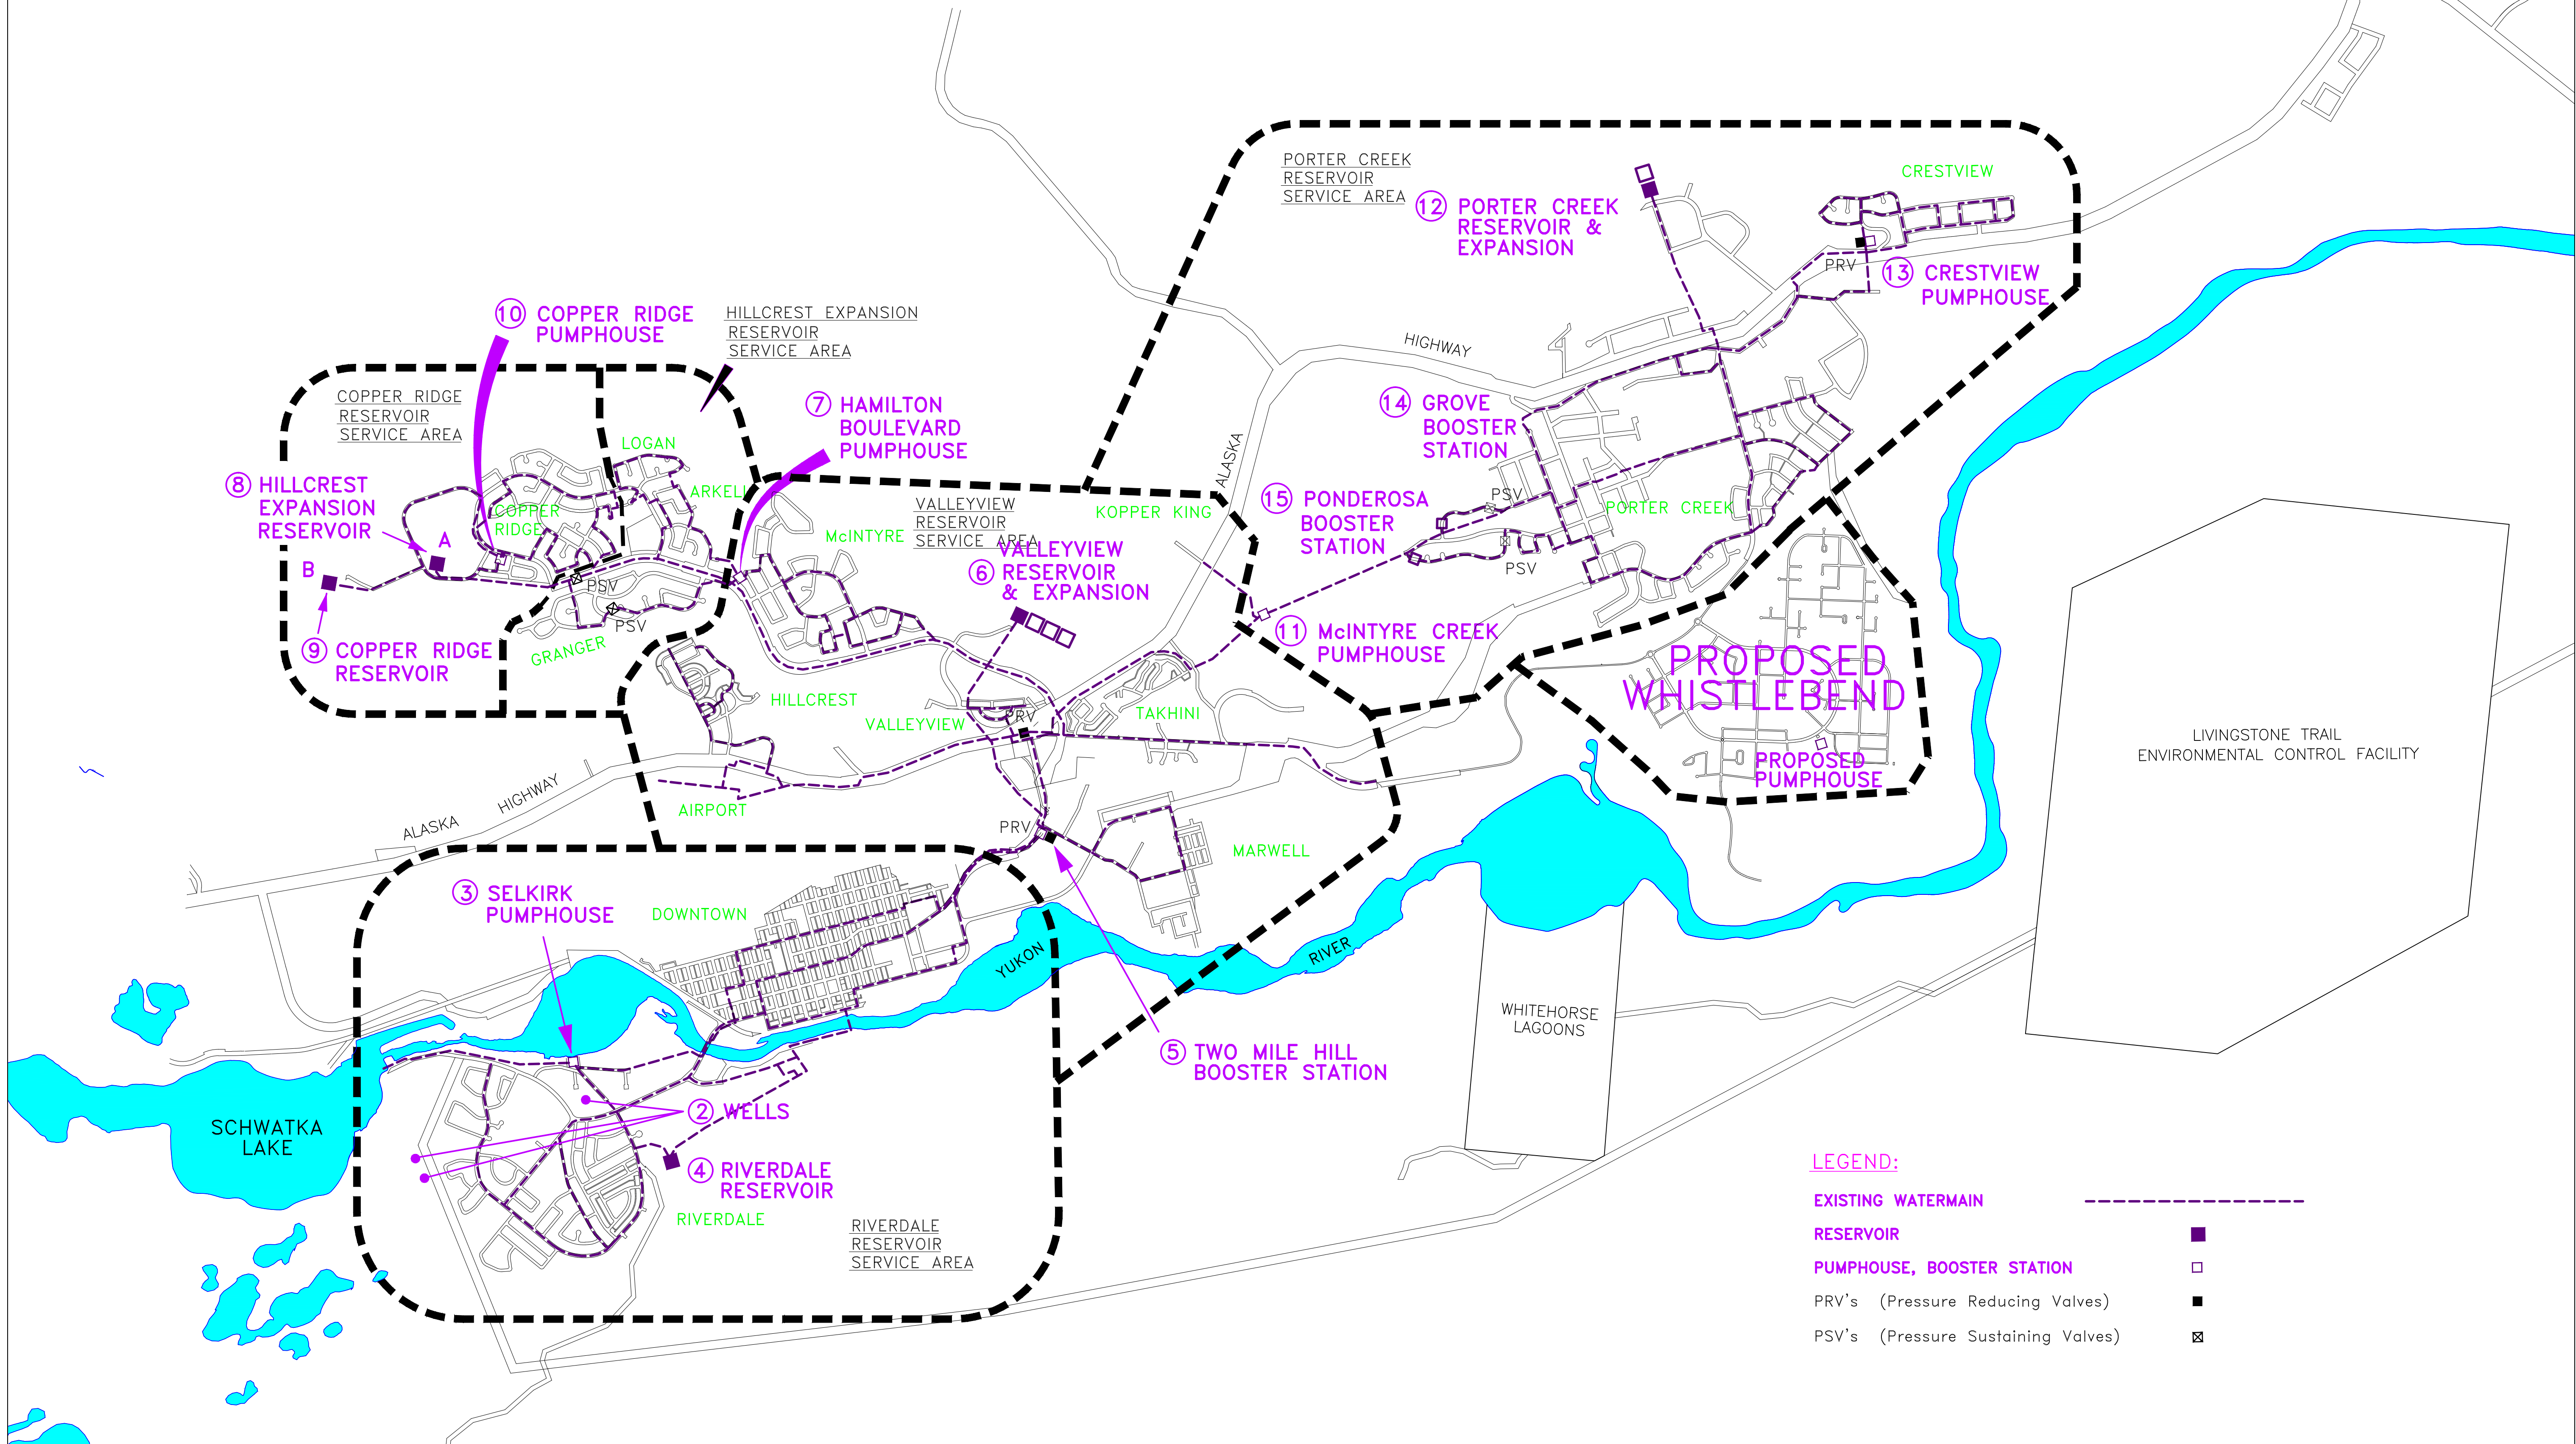 PORTER CREEK
RESERVOIR
SERVICE AREA
CRESTVIEW
12 PORTER CREEK
RESERVOIR &
EXPANSION
PRV
13 CRESTVIEW
PUMPHOUSE
10 COPPER RIDGE
PUMPHOUSE
HILLCREST EXPANSION
RESERVOIR
SERVICE AREA
HIGHWAY
COPPER RIDGE
RESERVOIR
SERVICE AREA
7 HAMILTON
BOULEVARD
PUMPHOUSE
14 GROVE
BOOSTER
STATION
LOGAN
ALASKA
8 HILLCREST
EXPANSION
RESERVOIR
ARKELL
VALLEYVIEW
RESERVOIR
SERVICE AREA
KOPPER KING
15 PONDEROSA
BOOSTER
STATION
PSV
PORTER CREEK
COPPER
RIDGE
McINTYRE
A
B
VALLEYVIEW
6 RESERVOIR
& EXPANSION
PSV
PSV
PSV
11 McINTYRE CREEK
PUMPHOUSE
9 COPPER RIDGE
RESERVOIR
GRANGER
PROPOSED
WHISTLEBEND
HILLCREST
VALLEYVIEW
PRV
TAKHINI
LIVINGSTONE TRAIL
ENVIRONMENTAL CONTROL FACILITY
PROPOSED
PUMPHOUSE
ALASKA HIGHWAY
AIRPORT
PRV
MARWELL
3 SELKIRK
PUMPHOUSE
DOWNTOWN
YUKON
RIVER
WHITEHORSE
LAGOONS
5 TWO MILE HILL
BOOSTER STATION
SCHWATKA
LAKE
2 WELLS
4 RIVERDALE
RESERVOIR
RIVERDALE
RIVERDALE
RESERVOIR
SERVICE AREA
LEGEND:
EXISTING WATERMAIN
RESERVOIR
PUMPHOUSE, BOOSTER STATION
PRV's (Pressure Reducing Valves)
PSV's (Pressure Sustaining Valves)